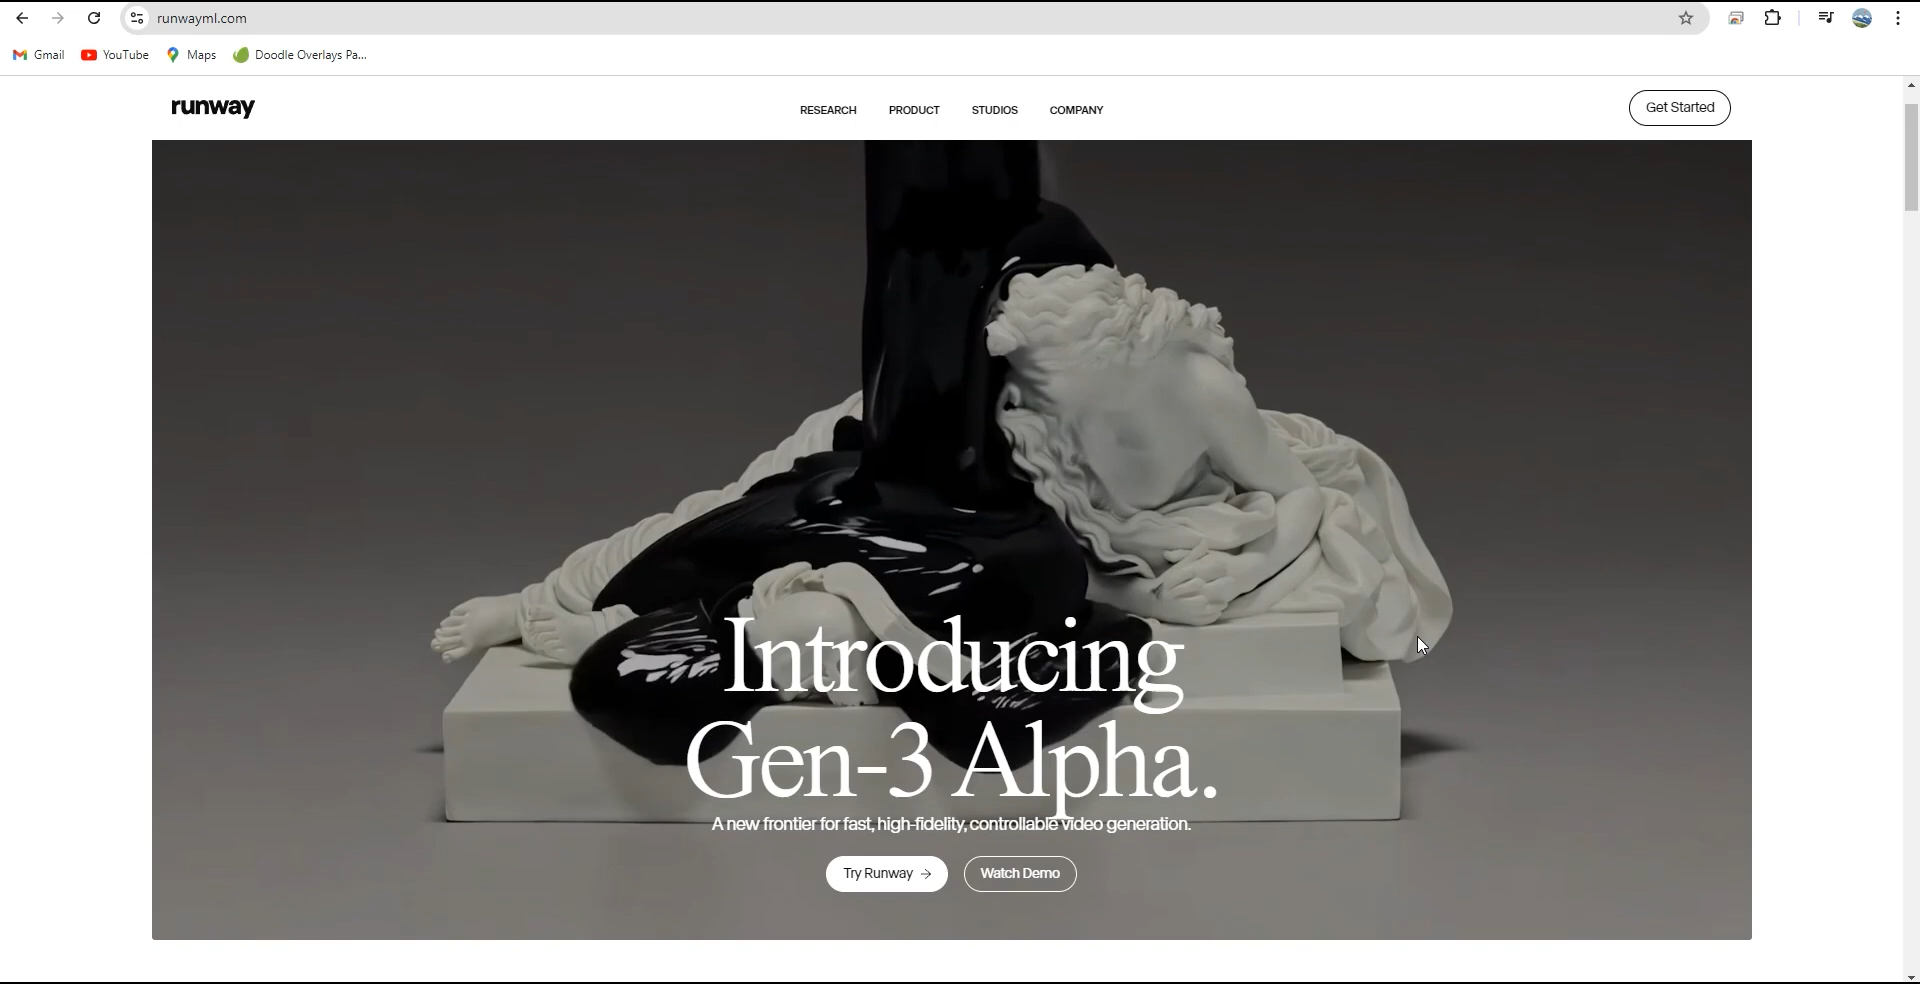 runwayml.com
Gmail YouTube Maps Doodle Overlays Pa...
runway RESEARCH PRODUCT STUDIOS COMPANY Get Started
Introducing
Gen-3 Alpha.
A new frontier for fast, high-fidelity, controllable video generation.
Try Runway → Watch Demo